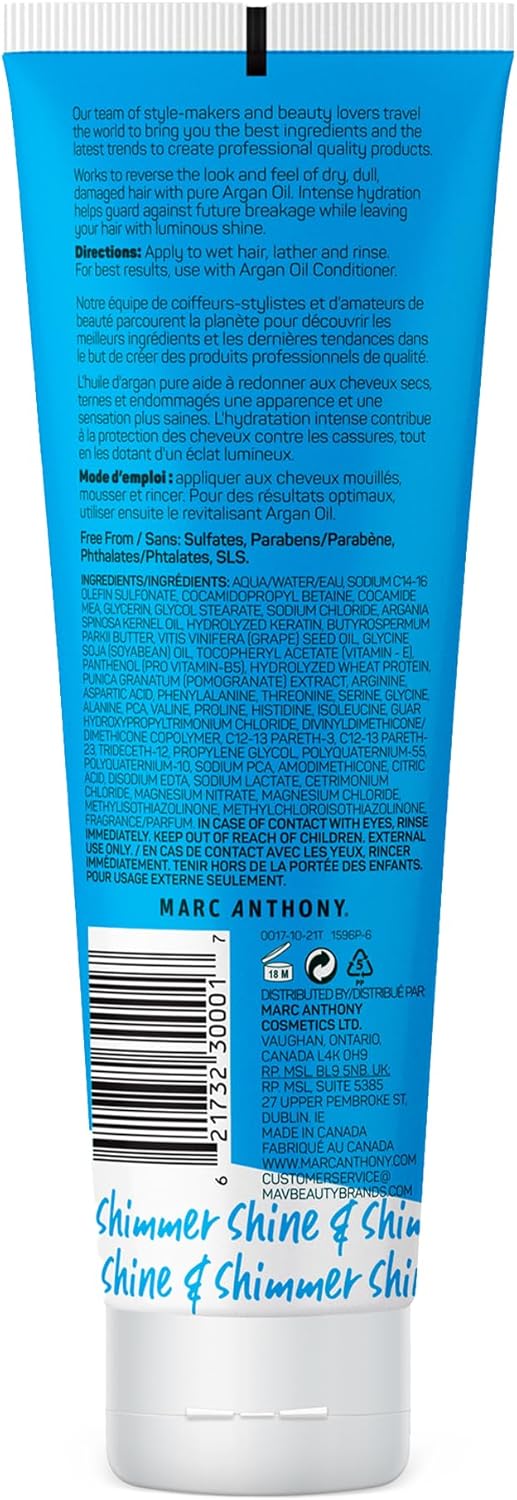 Our team of style-makers and beauty lovers travel
the world to bring you the best ingredients and the
latest trends to create professional quality products.
Works to reverse the look and feel of dry, dull,
damaged hair with pure Argan Oil. Intense hydration
helps guard against future breakage while leaving
your hair with luminous shine.
Directions: Apply to wet hair, lather and rinse.
For best results, use with Argan Oil Conditioner.
Notre équipe de coiffeurs-stylistes et d'amateurs de
beauté parcourent la planète pour découvrir les
meilleurs ingrédients et les dernières tendances dans
le but de créer des produits professionnels de qualité.
L'huile d'argan pure aide à redonner aux cheveux secs,
ternes et endommagés une apparence et une
sensation plus saines. L'hydratation intense contribue
à la protection des cheveux contre les cassures, tout
en les dotant d'un éclat lumineux.
Mode d'emploi : appliquer aux cheveux mouillés,
mousser et rincer. Pour des résultats optimaux,
utiliser ensuite le revitalisant Argan Oil.
Free From / Sans: Sulfates, Parabens/Parabène,
Phthalates/Phtalates, SLS.
INGREDIENTS/INGRÉDIENTS: AQUA/WATER/EAU, SODIUM C14-16
OLEFIN SULFONATE, COCAMIDOPROPYL BETAINE, COCAMIDE
MEA, GLYCERIN, GLYCOL STEARATE, SODIUM CHLORIDE, ARGANIA
SPINOSA KERNEL OIL, HYDROLYZED KERATIN, BUTYROSPERMUM
PARKII BUTTER, VITIS VINIFERA (GRAPE) SEED OIL, GLYCINE
SOJA (SOYABEAN) OIL, TOCOPHERYL ACETATE (VITAMIN - E),
PANTHENOL (PRO VITAMIN-B5), HYDROLYZED WHEAT PROTEIN,
PUNICA GRANATUM (POMOGRANATE) EXTRACT, ARGININE,
ASPARTIC ACID, PHENYLALANINE, THREONINE, SERINE, GLYCINE,
ALANINE, PCA, VALINE, PROLINE, HISTIDINE, ISOLEUCINE, GUAR
HYDROXYPROPYLTRIMONIUM CHLORIDE, DIVINYLDIMETHICONE/
DIMETHICONE COPOLYMER, C12-13 PARETH-3, C12-13 PARETH-
23, TRIDECETH-12, PROPYLENE GLYCOL, POLYQUATERNIUM-55,
POLYQUATERNIUM-10, SODIUM PCA, AMODIMETHICONE, CITRIC
ACID, DISODIUM EDTA, SODIUM LACTATE, CETRIMONIUM
CHLORIDE, MAGNESIUM NITRATE, MAGNESIUM CHLORIDE,
METHYLISOTHIAZOLINONE, METHYLCHLOROISOTHIAZOLINONE,
FRAGRANCE/PARFUM. IN CASE OF CONTACT WITH EYES, RINSE
IMMEDIATELY. KEEP OUT OF REACH OF CHILDREN. EXTERNAL
USE ONLY. / EN CAS DE CONTACT AVEC LES YEUX, RINCER
IMMÉDIATEMENT. TENIR HORS DE LA PORTÉE DES ENFANTS.
POUR USAGE EXTERNE SEULEMENT.
MARC ANTHONY®
0017-10-21T 1596P-6
18 M
5
PP
6 21732 30001 7
DISTRIBUTED BY/DISTRIBUÉ PAR:
MARC ANTHONY
COSMETICS LTD.
VAUGHAN, ONTARIO,
CANADA L4K 0H9
RP. MSL, BL9 5NB. UK;
RP. MSL, SUITE 5385
27 UPPER PEMBROKE ST,
DUBLIN. IE
MADE IN CANADA
FABRIQUÉ AU CANADA
WWW.MARCANTHONY.COM
CUSTOMERSERVICE@
MAVBEAUTYBRANDS.COM
Shimmer Shine & Shim
Shine & Shimmer Shi